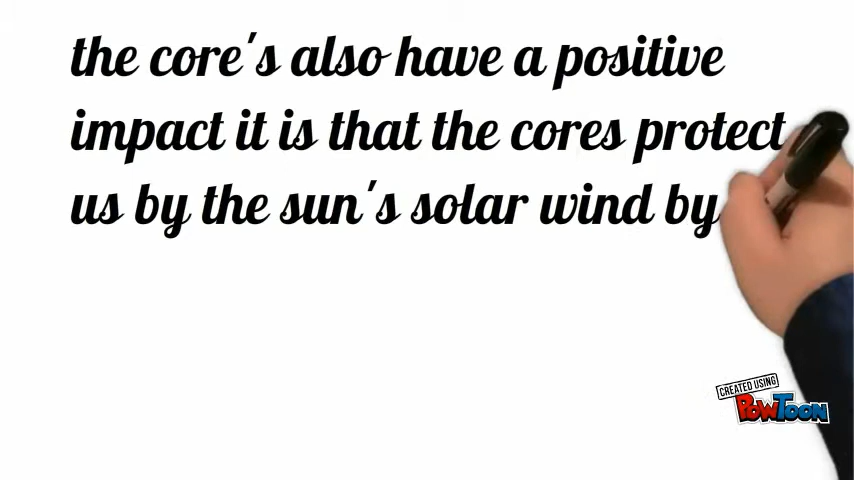 the core's also have a positive
impact it is that the cores protect
us by the sun's solar wind by
CREATED USING
POWTOON